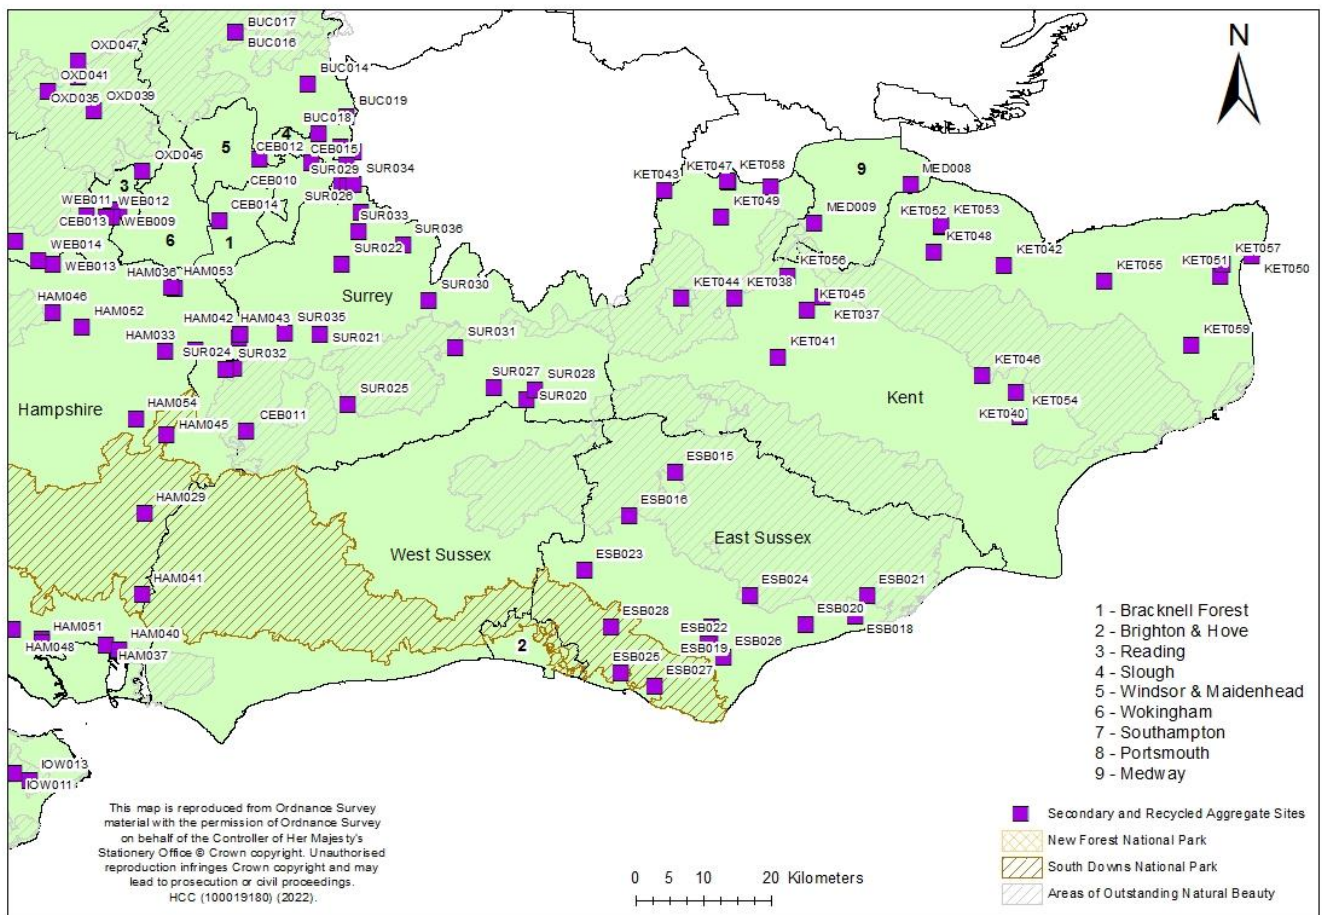 BUC017
BUC016
N
OXD047
OXD041
OXD035
OXD039
BUC014
BUC019
BUC018
4
5
CEB012
CEB015
9
OXD045
SUR029
SUR034
KET047
KET058
KET043
MED008
3
CEB010
SUR026
WEB011
WEB012
CEB013
WEB009
CEB014
SUR033
KET049
MED009
KET052
KET053
6
1
SUR036
KET048
WEB014
SUR022
KET042
KET057
KET051
KET050
WEB013
HAM036
HAM053
KET056
KET055
HAM046
Surrey
SUR030
KET044
KET038
KET045
KET037
HAM052
HAM042
HAM043
SUR035
HAM033
SUR021
SUR031
KET059
SUR024
SUR032
KET041
KET046
SUR027
SUR028
SUR020
SUR025
Kent
KET054
KET040
Hampshire
HAM054
CEB011
HAM045
ESB015
HAM029
ESB016
East Sussex
West Sussex
ESB023
HAM041
ESB024
ESB021
ESB028
ESB020
ESB018
HAM051
HAM040
HAM048
HAM037
2
ESB022
ESB019
ESB026
ESB025
ESB027
1 - Bracknell Forest
2 - Brighton & Hove
3 - Reading
4 - Slough
5 - Windsor & Maidenhead
6 - Wokingham
7 - Southampton
8 - Portsmouth
9 - Medway
IOW013
IOW011
This map is reproduced from Ordnance Survey
material with the permission of Ordnance Survey
on behalf of the Controller of Her Majesty's
Stationery Office © Crown copyright. Unauthorised
reproduction infringes Crown copyright and may
lead to prosecution or civil proceedings.
HCC (100019180) (2022).
0 5 10 20 Kilometers
Secondary and Recycled Aggregate Sites
New Forest National Park
South Downs National Park
Areas of Outstanding Natural Beauty